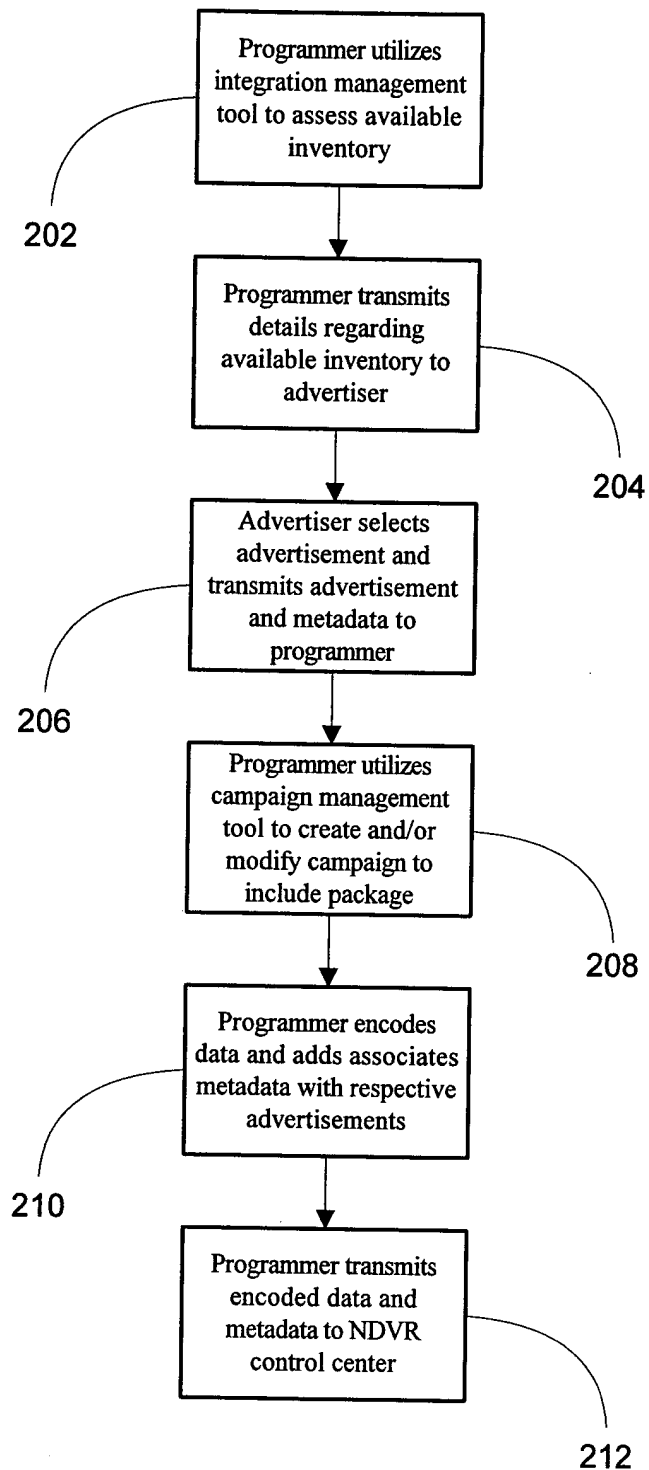 Programmer utilizes
integration management
tool to assess available
inventory
202
Programmer transmits
details regarding
available inventory to
advertiser
204
Advertiser selects
advertisement and
transmits advertisement
and metadata to
programmer
206
Programmer utilizes
campaign management
tool to create and/or
modify campaign to
include package
208
Programmer encodes
data and adds associates
metadata with respective
advertisements
210
Programmer transmits
encoded data and
metadata to NDVR
control center
212